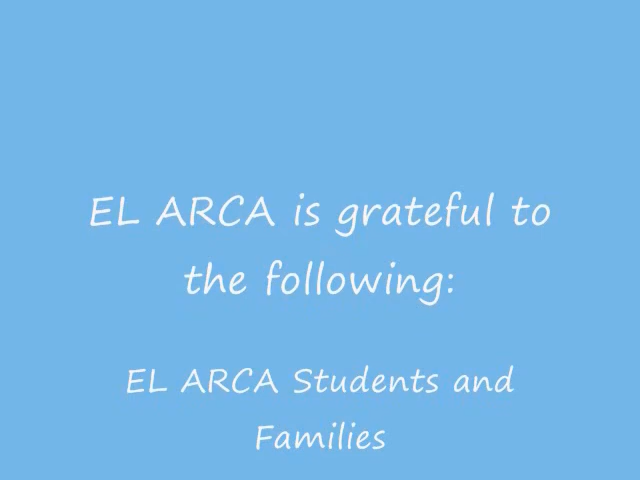 EL ARCA is grateful to
the following:
EL ARCA Students and
Families